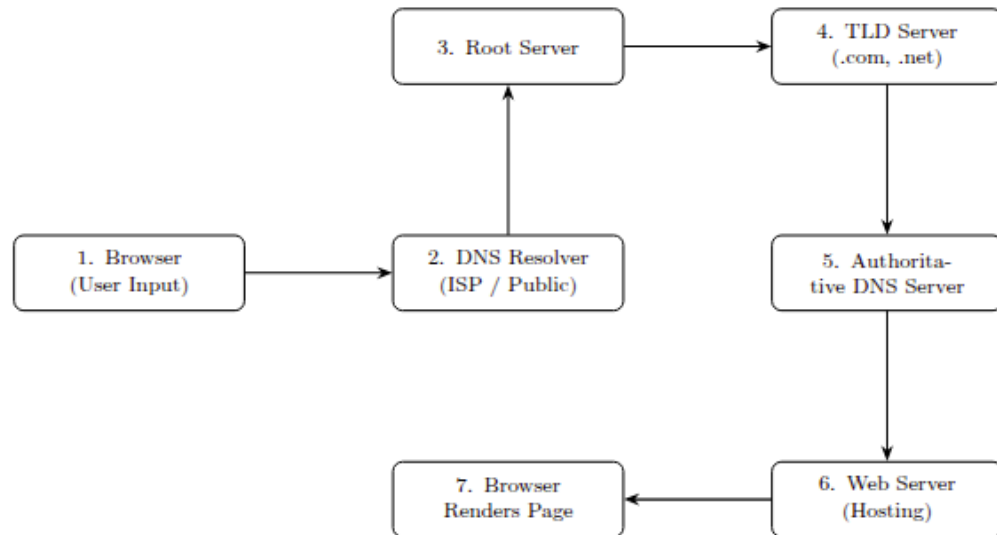 3. Root Server
4. TLD Server
(.com, .net)
1. Browser
(User Input)
2. DNS Resolver
(ISP / Public)
5. Authorita-
tive DNS Server
7. Browser
Renders Page
6. Web Server
(Hosting)